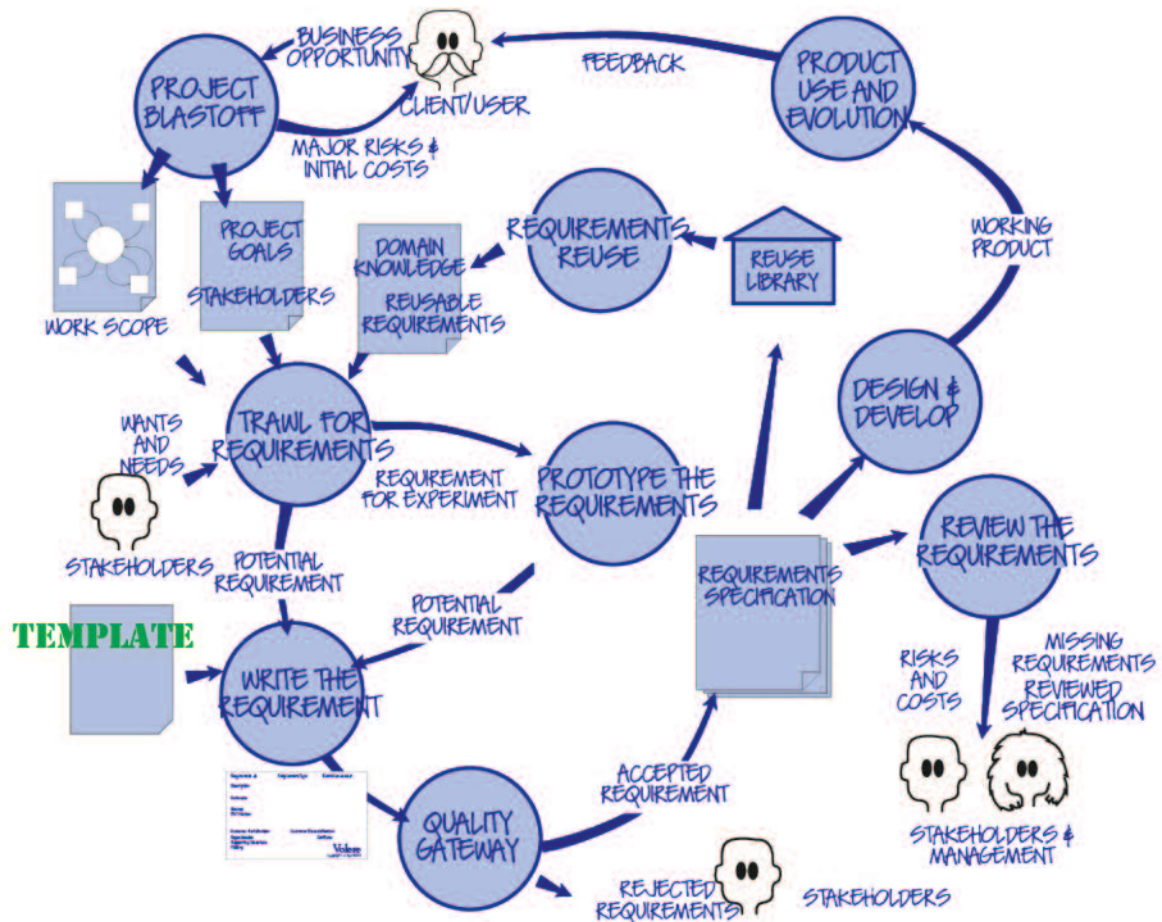 BUSINESS
OPPORTUNITY
CLIENT/USER
FEEDBACK
PRODUCT
USE AND
EVOLUTION
PROJECT
BLASTOFF
MAJOR RISKS &
INITIAL COSTS
WORK SCOPE
PROJECT
GOALS
STAKEHOLDERS
DOMAIN
KNOWLEDGE
REUSABLE
REQUIREMENTS
REQUIREMENTS
REUSE
REUSE
LIBRARY
WORKING
PRODUCT
DESIGN &
DEVELOP
WANTS
AND
NEEDS
STAKEHOLDERS
TRAWL FOR
REQUIREMENTS
REQUIREMENT
FOR EXPERIMENT
PROTOTYPE THE
REQUIREMENTS
POTENTIAL
REQUIREMENT
POTENTIAL
REQUIREMENT
TEMPLATE
WRITE THE
REQUIREMENT
REQUIREMENTS
SPECIFICATION
REVIEW THE
REQUIREMENTS
RISKS
AND
COSTS
MISSING
REQUIREMENTS
REVIEWED
SPECIFICATION
STAKEHOLDERS &
MANAGEMENT
Volere
QUALITY
GATEWAY
ACCEPTED
REQUIREMENT
REJECTED
REQUIREMENTS
STAKEHOLDERS